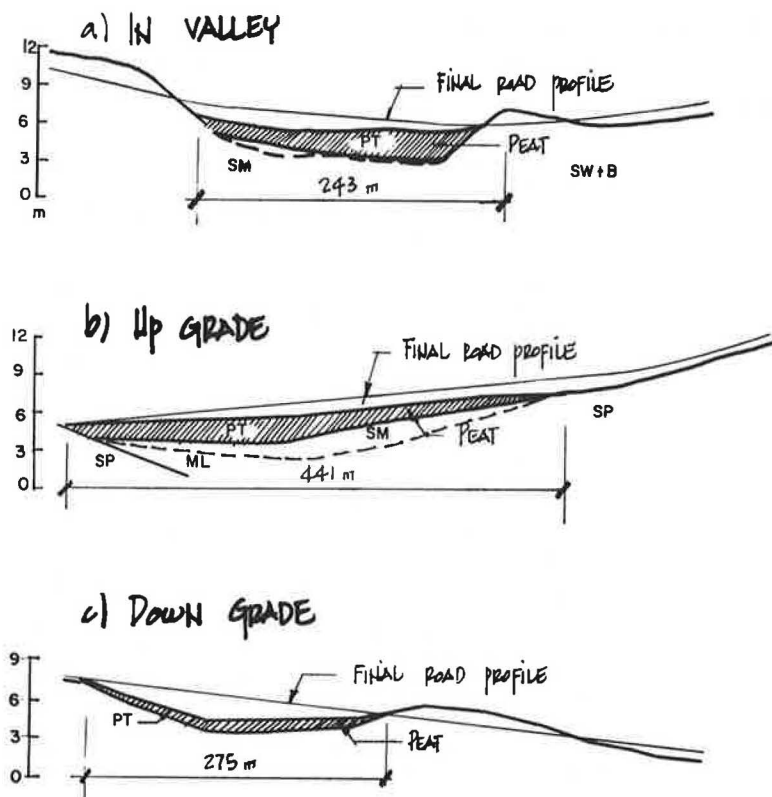 a) IN VALLEY
12
9
6
3
0
m
FINAL ROAD PROFILE
PT
PEAT
SM
SW+B
243 m
b) Up GRADE
12
9
6
3
0
FINAL ROAD PROFILE
PT
SM
PEAT
SP
SP
ML
441 m
c) DOWN GRADE
9
6
3
0
FINAL ROAD PROFILE
PT
PEAT
275 m